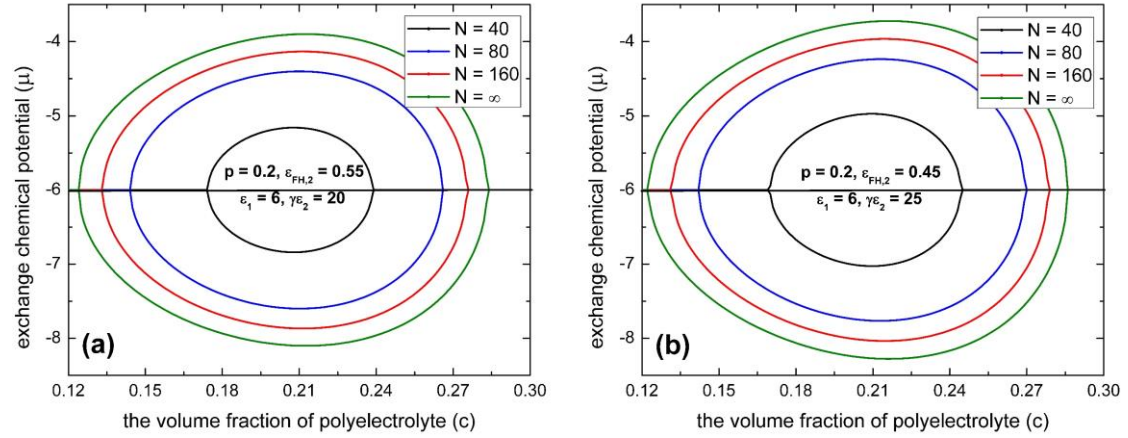 N = 40
N = 80
N = 160
N = ∞
-4
-5
-6
-7
-8
exchange chemical potential (μ)
p = 0.2, ε_FH,2 = 0.55
ε_1 = 6, γε_2 = 20
(a)
0.12 0.15 0.18 0.21 0.24 0.27 0.30
the volume fraction of polyelectrolyte (c)
N = 40
N = 80
N = 160
N = ∞
-4
-5
-6
-7
-8
exchange chemical potential (μ)
p = 0.2, ε_FH,2 = 0.45
ε_1 = 6, γε_2 = 25
(b)
0.12 0.15 0.18 0.21 0.24 0.27 0.30
the volume fraction of polyelectrolyte (c)